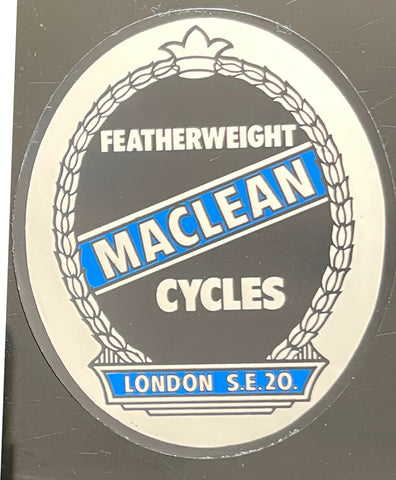 FEATHERWEIGHT
MACLEAN
CYCLES
LONDON S.E.20.